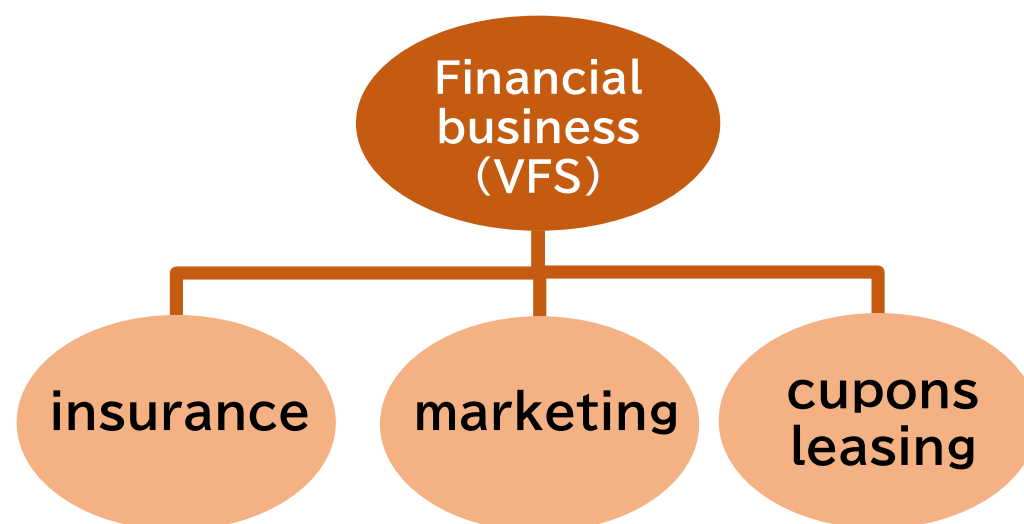 Financial
business
（VFS）
insurance
marketing
cupons
leasing